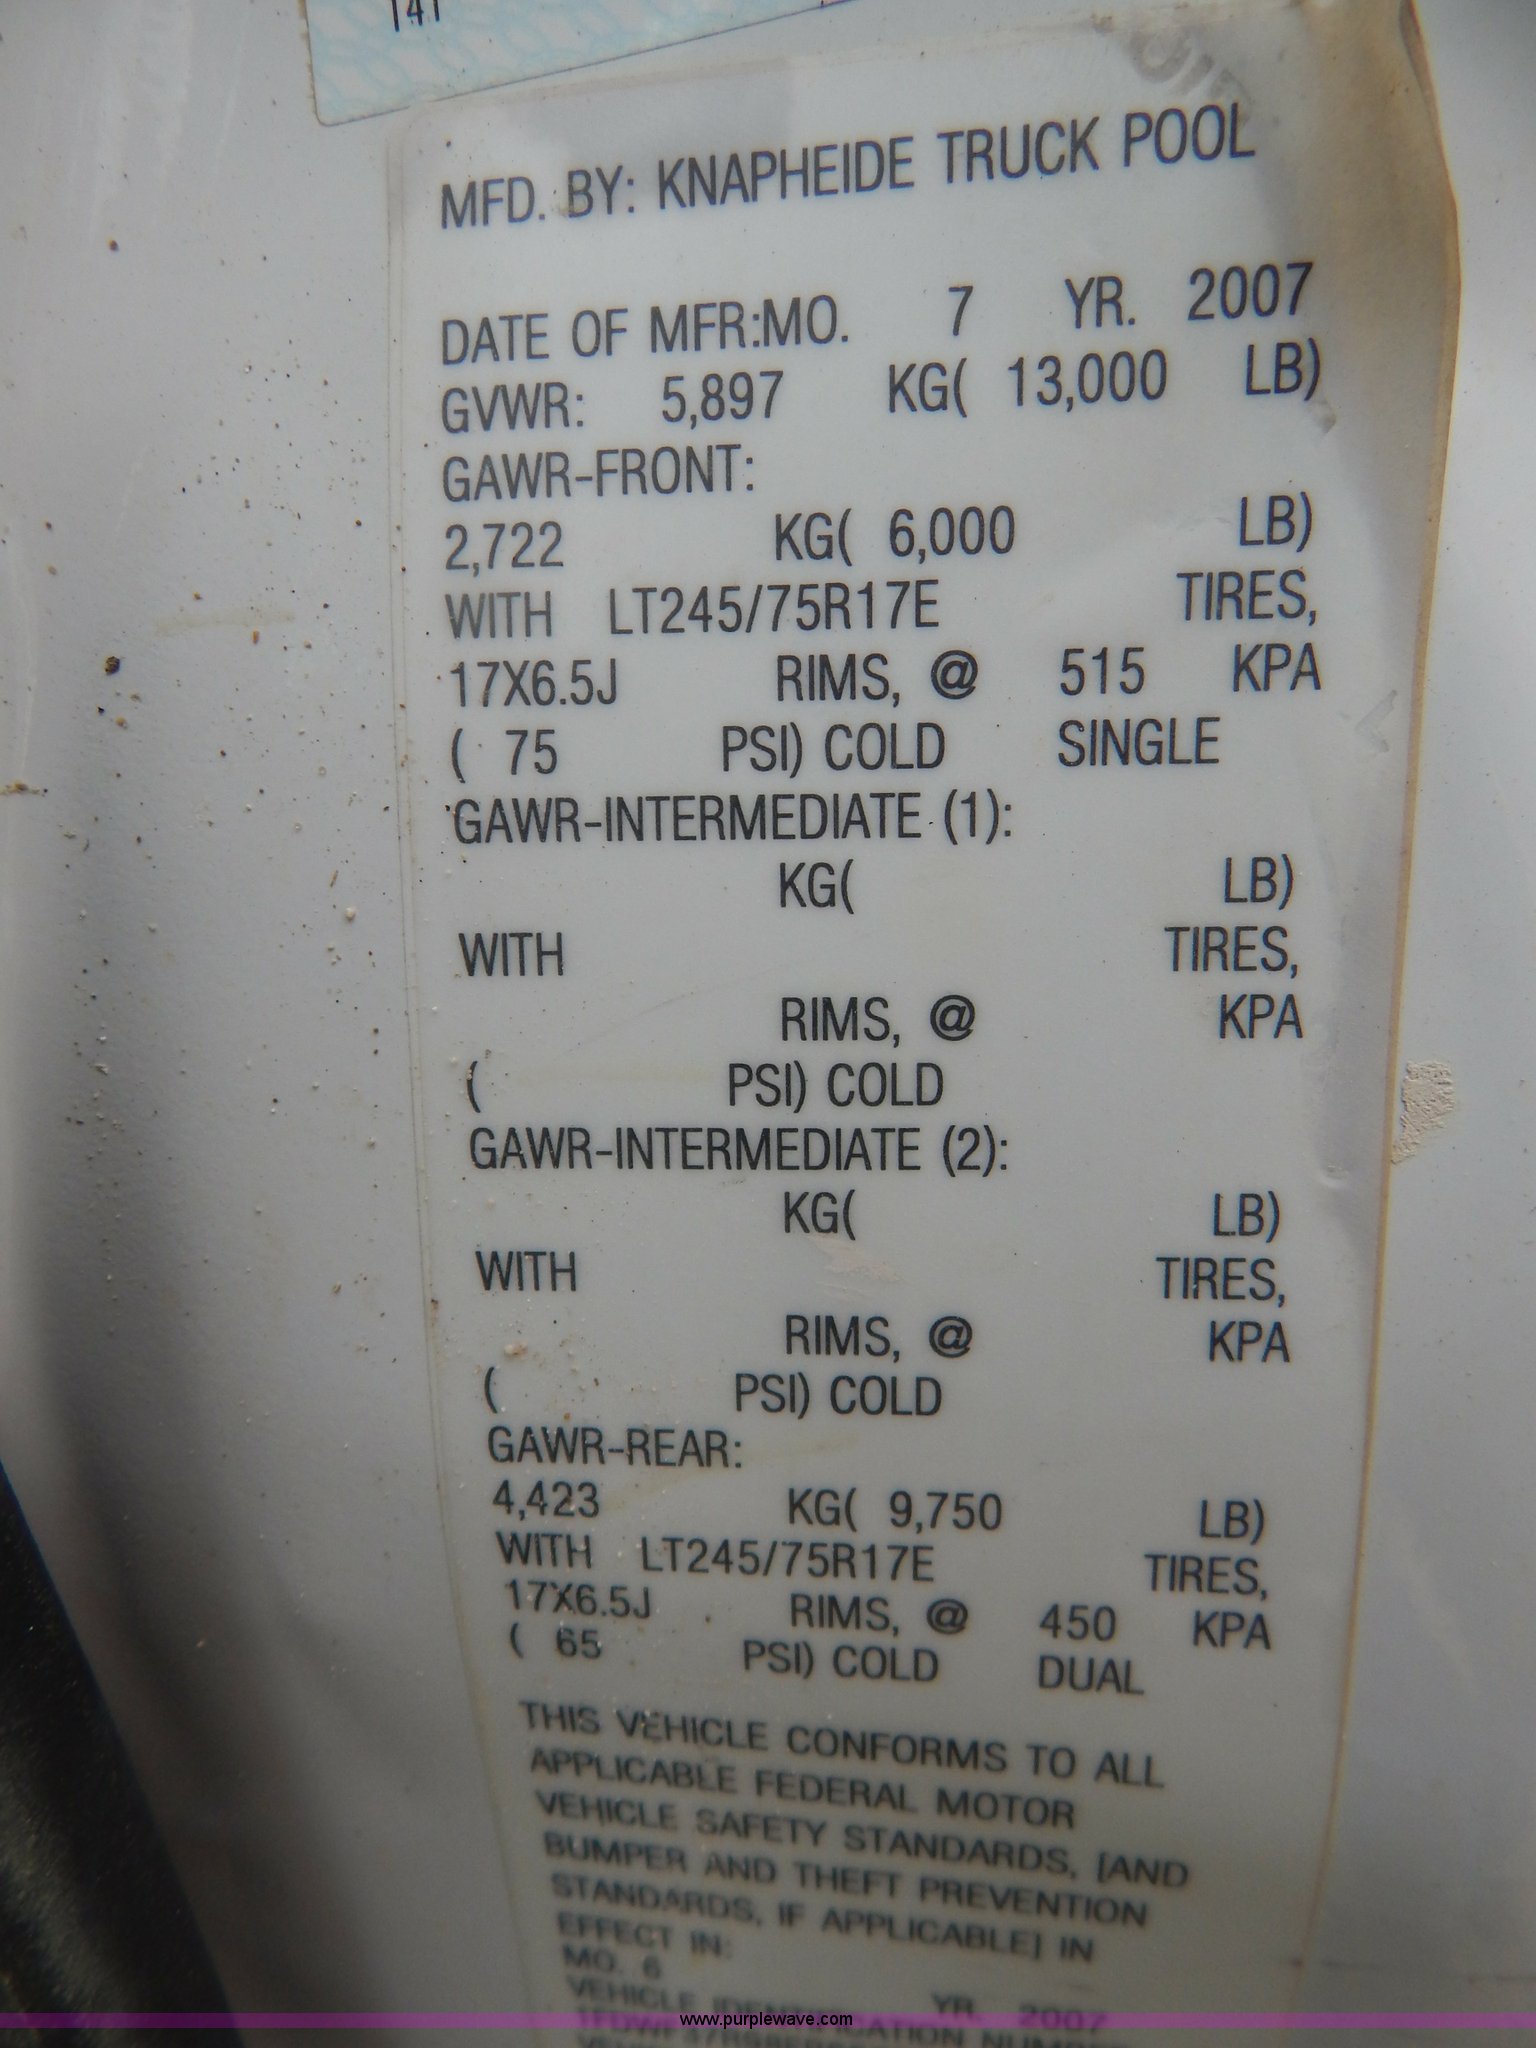 141
MFD. BY: KNAPHEIDE TRUCK POOL
DATE OF MFR:MO. 7 YR. 2007
GVWR: 5,897 KG( 13,000 LB)
GAWR-FRONT:
2,722 KG( 6,000 LB)
WITH LT245/75R17E TIRES,
17X6.5J RIMS, @ 515 KPA
( 75 PSI) COLD SINGLE
GAWR-INTERMEDIATE (1):
KG( LB)
WITH TIRES,
RIMS, @ KPA
( PSI) COLD
GAWR-INTERMEDIATE (2):
KG( LB)
WITH TIRES,
RIMS, @ KPA
( PSI) COLD
GAWR-REAR:
4,423 KG( 9,750 LB)
WITH LT245/75R17E TIRES,
17X6.5J RIMS, @ 450 KPA
( 65 PSI) COLD DUAL
THIS VEHICLE CONFORMS TO ALL
APPLICABLE FEDERAL MOTOR
VEHICLE SAFETY STANDARDS, [AND
BUMPER AND THEFT PREVENTION
STANDARDS, IF APPLICABLE] IN
EFFECT IN:
MO. 6 YR. 2007
VEHICLE IDENTIFICATION NUMBER
www.purplewave.com